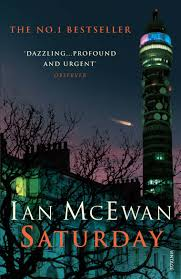 THE NO.1 BESTSELLER
'DAZZLING...PROFOUND
AND URGENT'
OBSERVER
IAN MCEWAN
SATURDAY
VINTAGE